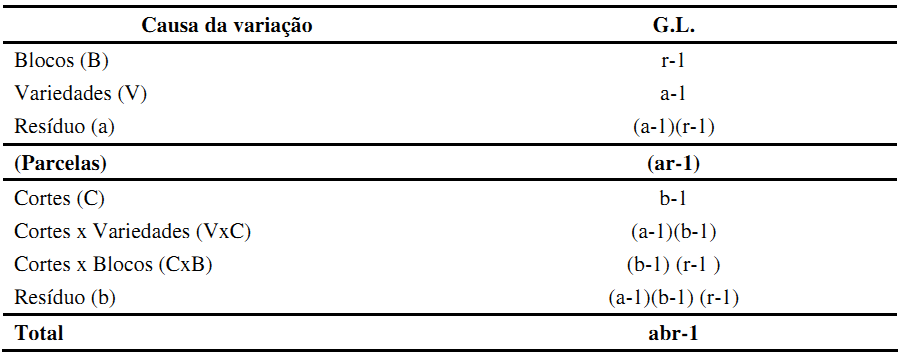 Causa da variação G.L.
Blocos (B) r-1
Variedades (V) a-1
Resíduo (a) (a-1)(r-1)
(Parcelas) (ar-1)
Cortes (C) b-1
Cortes x Variedades (VxC) (a-1)(b-1)
Cortes x Blocos (CxB) (b-1) (r-1 )
Resíduo (b) (a-1)(b-1) (r-1)
Total abr-1